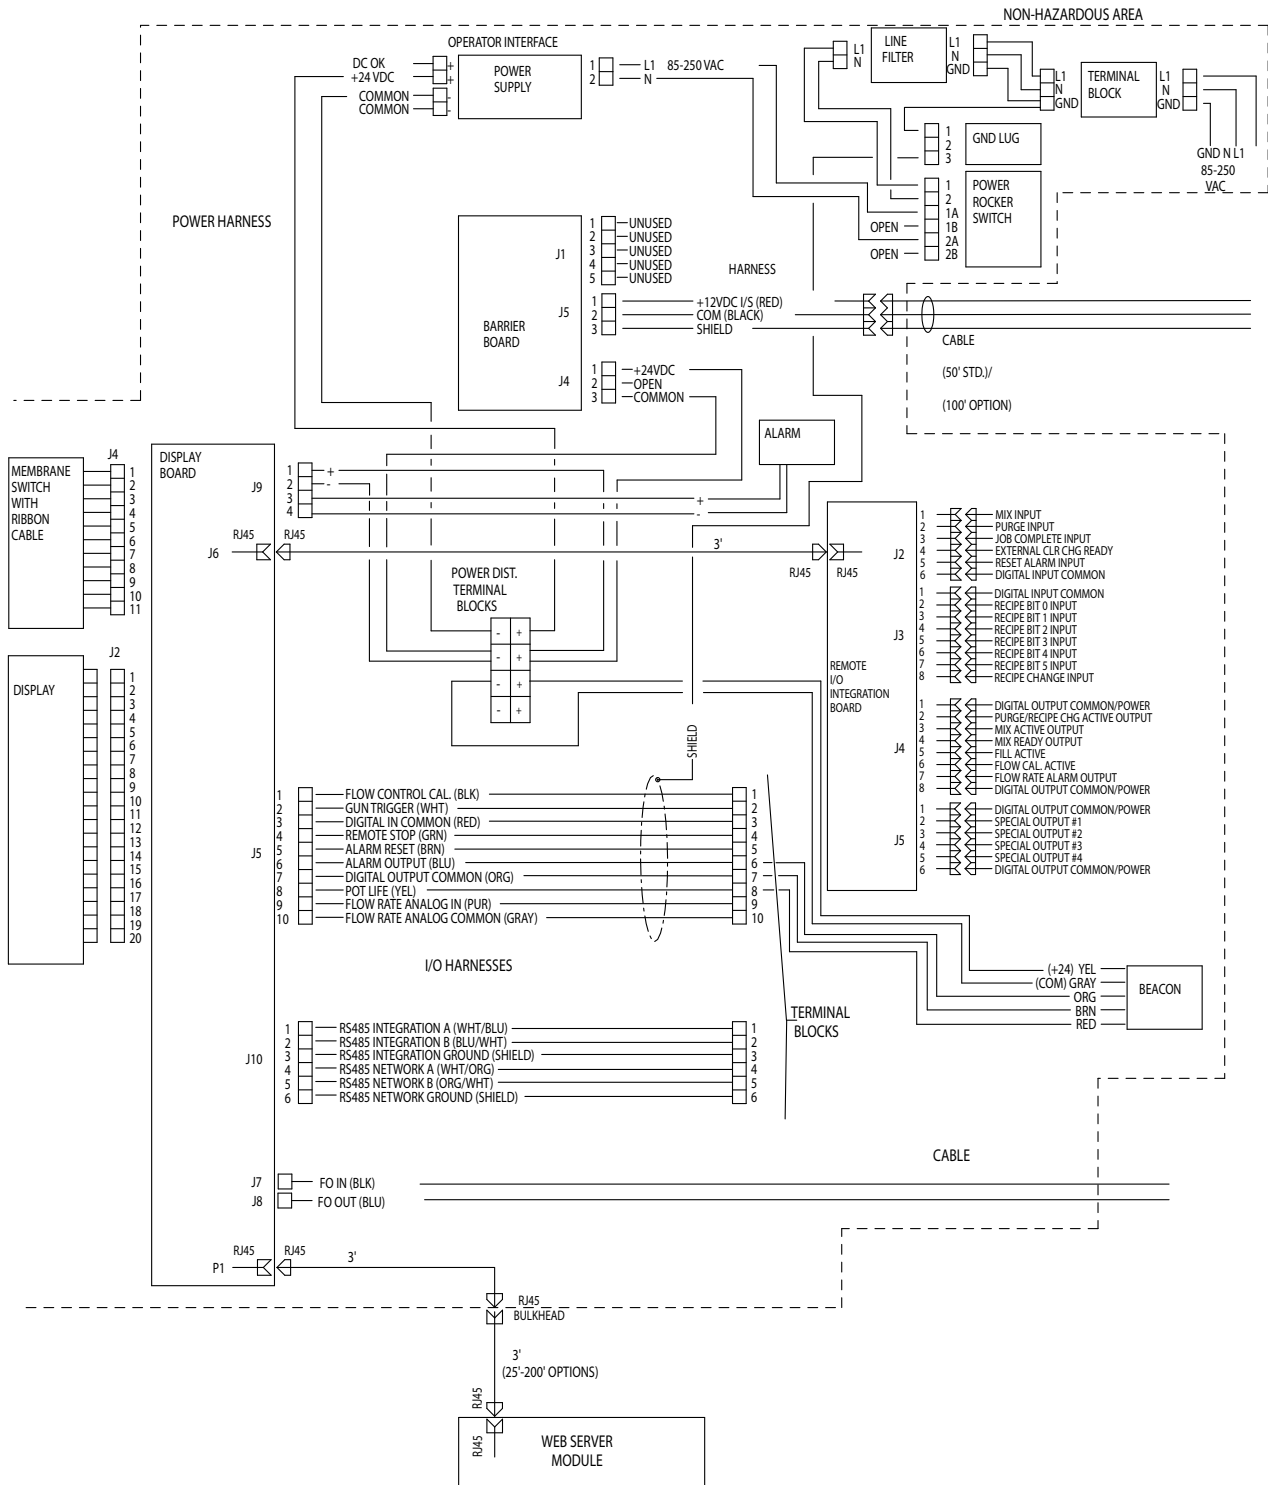 NON-HAZARDOUS AREA
OPERATOR INTERFACE
DC OK
+24 VDC
COMMON
COMMON
+
+
-
-
POWER
SUPPLY
1
2
L1 85-250 VAC
N
L1
N
LINE
FILTER
L1
N
GND
L1
N
GND
TERMINAL
BLOCK
L1
N
GND
GND N L1
85-250
VAC
1
2
3
GND LUG
1
2
1A
1B
2A
2B
OPEN
OPEN
POWER
ROCKER
SWITCH
POWER HARNESS
BARRIER
BOARD
J1
1
2
3
4
5
UNUSED
UNUSED
UNUSED
UNUSED
UNUSED
HARNESS
J5
1
2
3
+12VDC I/S (RED)
COM (BLACK)
SHIELD
J4
1
2
3
+24VDC
OPEN
COMMON
CABLE
(50' STD.)/
(100' OPTION)
ALARM
+
-
MEMBRANE
SWITCH
WITH
RIBBON
CABLE
J4
1
2
3
4
5
6
7
8
9
10
11
DISPLAY
BOARD
J9
1
2
3
4
+
-
J6
RJ45
RJ45
3'
RJ45
RJ45
POWER DIST.
TERMINAL
BLOCKS
- +
- +
- +
- +
DISPLAY
J2
1
2
3
4
5
6
7
8
9
10
11
12
13
14
15
16
17
18
19
20
REMOTE
I/O
INTEGRATION
BOARD
J2
1
2
3
4
5
6
MIX INPUT
PURGE INPUT
JOB COMPLETE INPUT
EXTERNAL CLR CHG READY
RESET ALARM INPUT
DIGITAL INPUT COMMON
J3
1
2
3
4
5
6
7
8
DIGITAL INPUT COMMON
RECIPE BIT 0 INPUT
RECIPE BIT 1 INPUT
RECIPE BIT 2 INPUT
RECIPE BIT 3 INPUT
RECIPE BIT 4 INPUT
RECIPE BIT 5 INPUT
RECIPE CHANGE INPUT
J4
1
2
3
4
5
6
7
8
DIGITAL OUTPUT COMMON/POWER
PURGE/RECIPE CHG ACTIVE OUTPUT
MIX ACTIVE OUTPUT
MIX READY OUTPUT
FILL ACTIVE
FLOW CAL. ACTIVE
FLOW RATE ALARM OUTPUT
DIGITAL OUTPUT COMMON/POWER
J5
1
2
3
4
5
6
DIGITAL OUTPUT COMMON/POWER
SPECIAL OUTPUT #1
SPECIAL OUTPUT #2
SPECIAL OUTPUT #3
SPECIAL OUTPUT #4
DIGITAL OUTPUT COMMON/POWER
SHIELD
J5
1 FLOW CONTROL CAL. (BLK) 1
2 GUN TRIGGER (WHT) 2
3 DIGITAL IN COMMON (RED) 3
4 REMOTE STOP (GRN) 4
5 ALARM RESET (BRN) 5
6 ALARM OUTPUT (BLU) 6
7 DIGITAL OUTPUT COMMON (ORG) 7
8 POT LIFE (YEL) 8
9 FLOW RATE ANALOG IN (PUR) 9
10 FLOW RATE ANALOG COMMON (GRAY) 10
I/O HARNESSES
(+24) YEL
(COM) GRAY
ORG
BRN
RED
BEACON
TERMINAL
BLOCKS
J10
1 RS485 INTEGRATION A (WHT/BLU) 1
2 RS485 INTEGRATION B (BLU/WHT) 2
3 RS485 INTEGRATION GROUND (SHIELD) 3
4 RS485 NETWORK A (WHT/ORG) 4
5 RS485 NETWORK B (ORG/WHT) 5
6 RS485 NETWORK GROUND (SHIELD) 6
CABLE
J7 FO IN (BLK)
J8 FO OUT (BLU)
P1
RJ45
RJ45
3'
RJ45
BULKHEAD
3'
(25'-200' OPTIONS)
RJ45
RJ45
WEB SERVER
MODULE